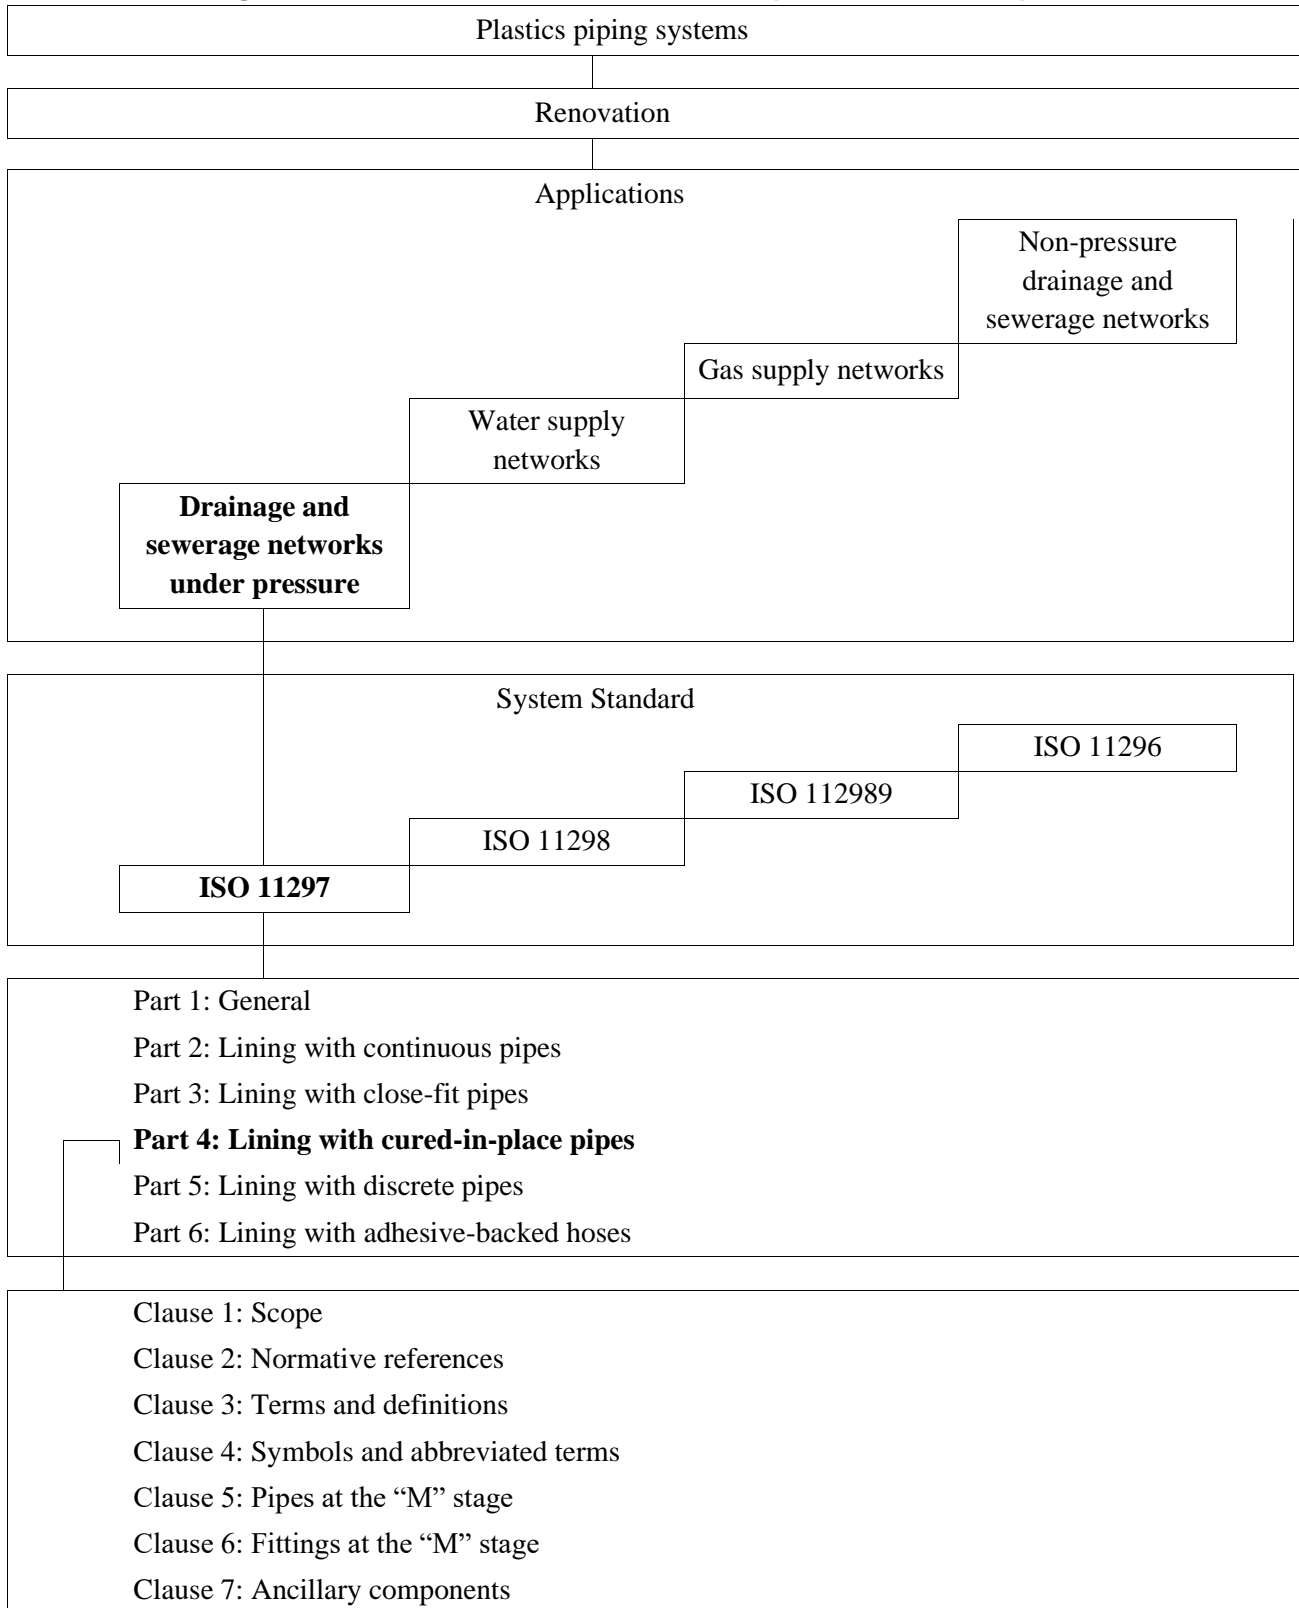 Plastics piping systems
Renovation
Applications
Non-pressure
drainage and
sewerage networks
Gas supply networks
Water supply
networks
Drainage and
sewerage networks
under pressure
System Standard
ISO 11296
ISO 112989
ISO 11298
ISO 11297
Part 1: General
Part 2: Lining with continuous pipes
Part 3: Lining with close-fit pipes
Part 4: Lining with cured-in-place pipes
Part 5: Lining with discrete pipes
Part 6: Lining with adhesive-backed hoses
Clause 1: Scope
Clause 2: Normative references
Clause 3: Terms and definitions
Clause 4: Symbols and abbreviated terms
Clause 5: Pipes at the “M” stage
Clause 6: Fittings at the “M” stage
Clause 7: Ancillary components